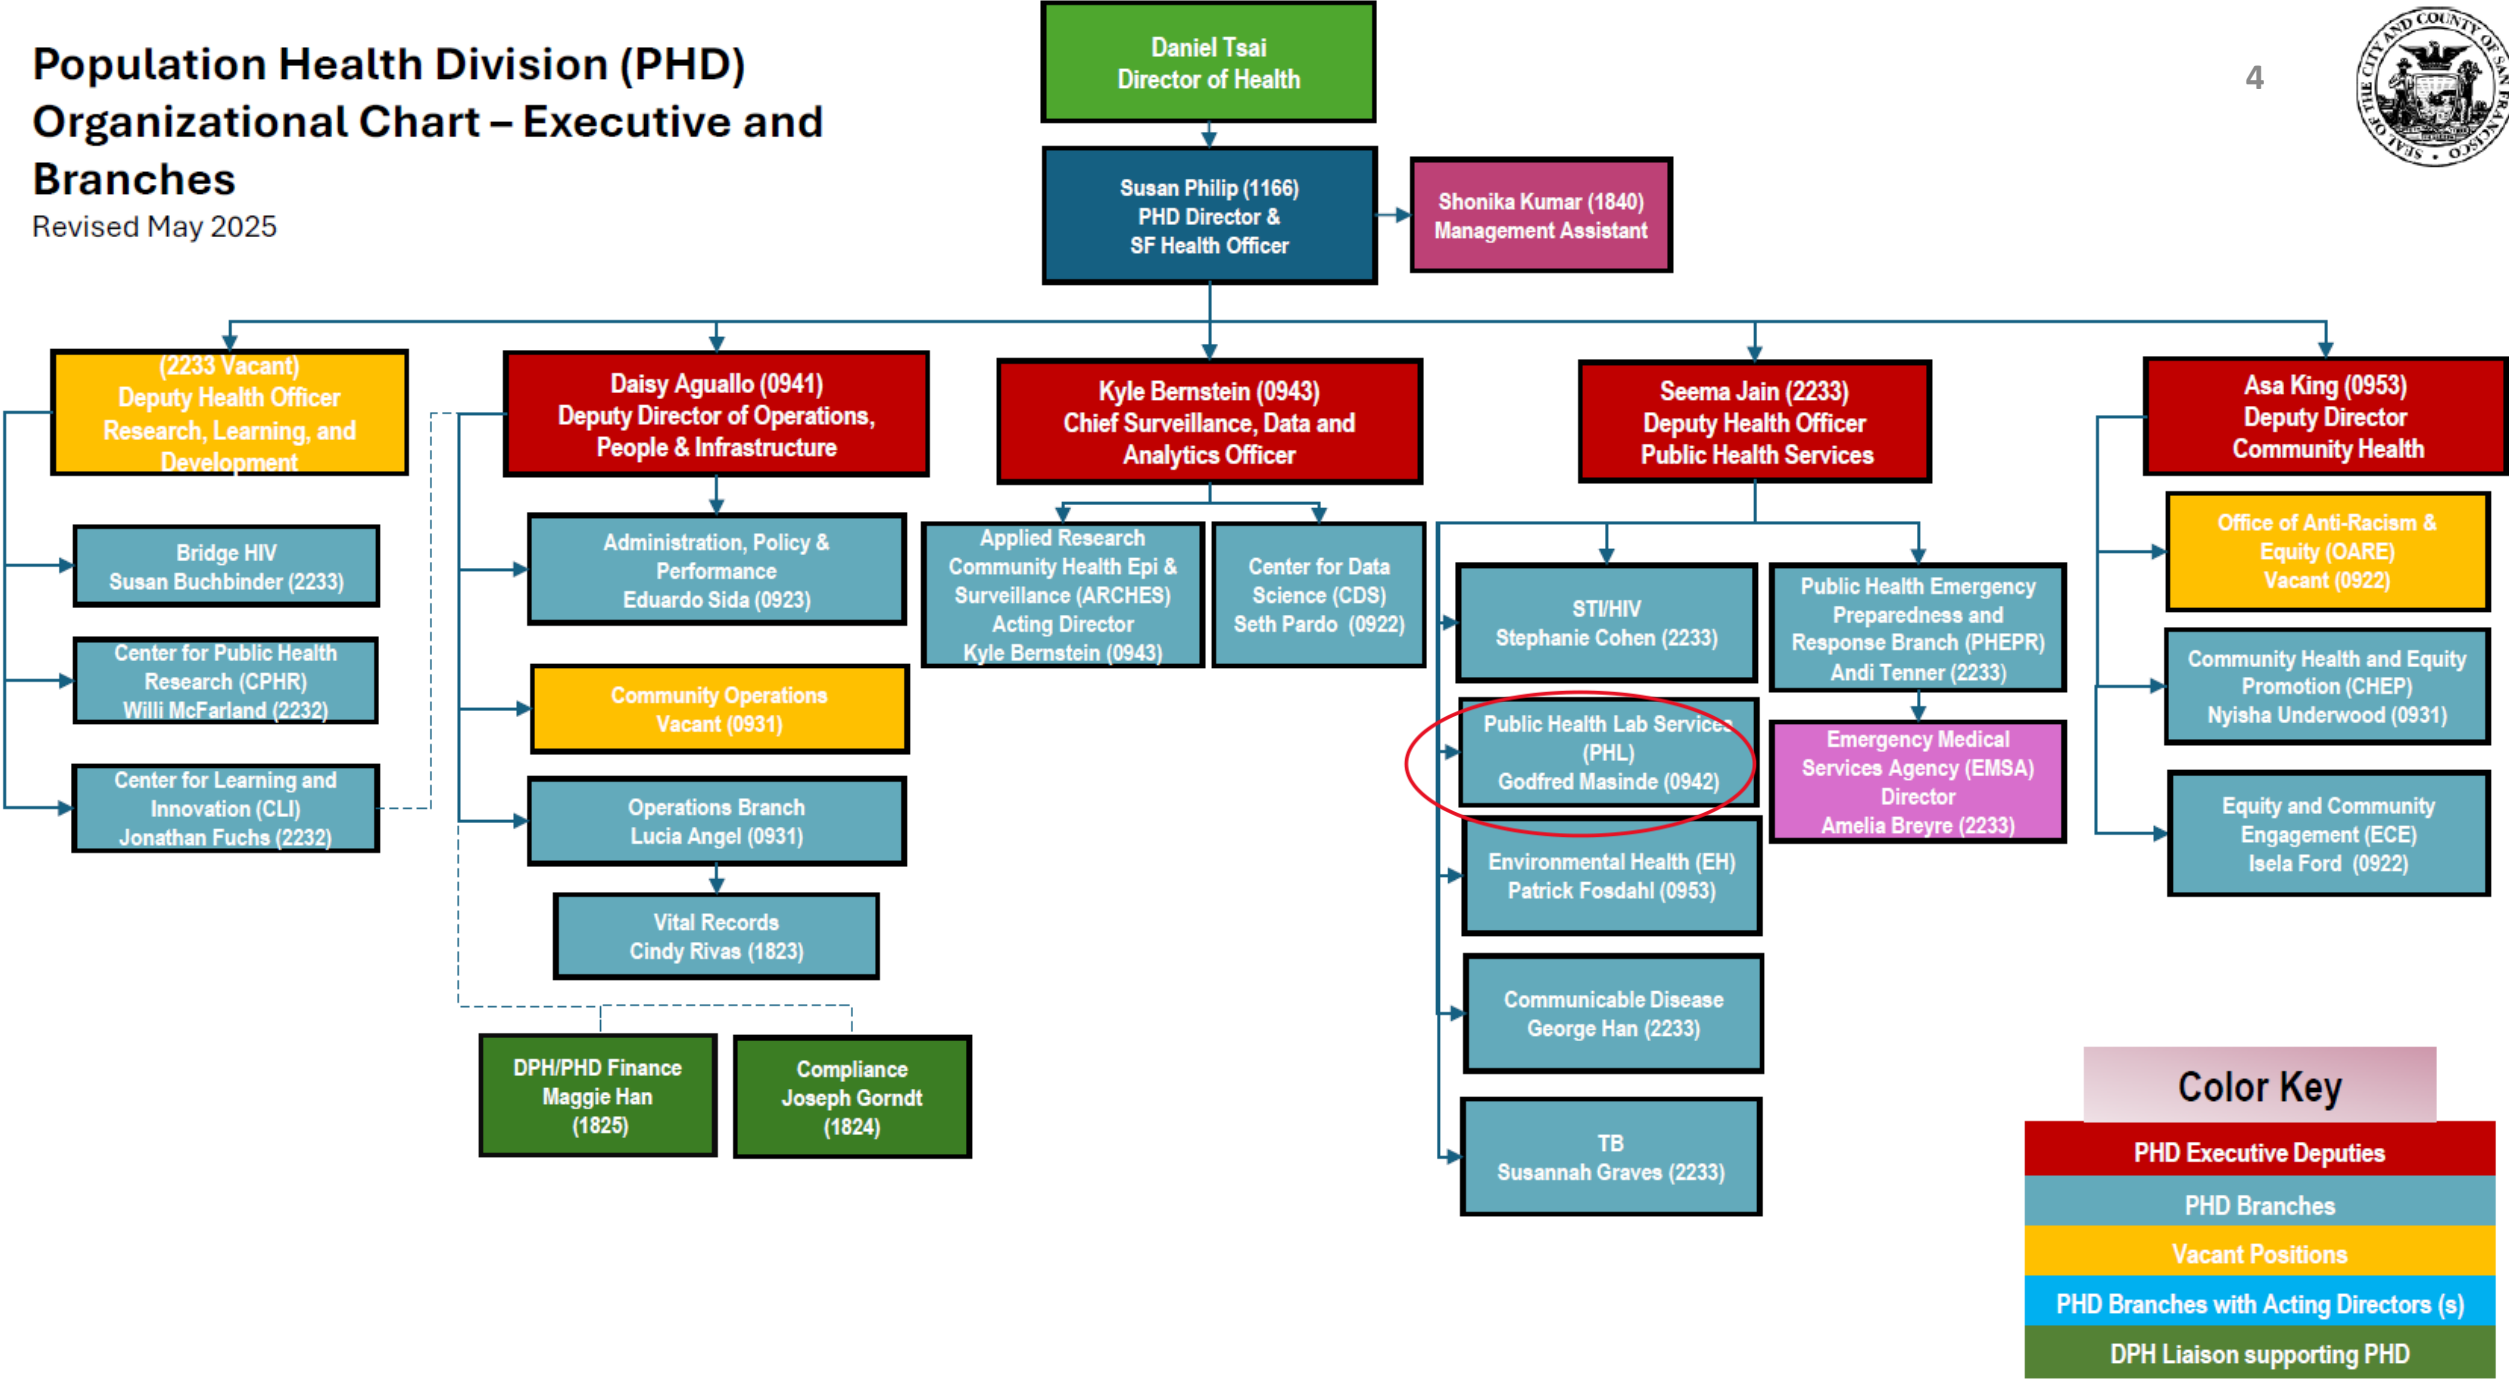 Population Health Division (PHD)
Organizational Chart – Executive and
Branches
Revised May 2025
4
THE CITY AND COUNTY OF SAN FRANCISCO
SEAL OF
Daniel Tsai
Director of Health
Susan Philip (1166)
PHD Director &
SF Health Officer
Shonika Kumar (1840)
Management Assistant
(2233 Vacant)
Deputy Health Officer
Research, Learning, and
Development
Bridge HIV
Susan Buchbinder (2233)
Center for Public Health
Research (CPHR)
Willi McFarland (2232)
Center for Learning and
Innovation (CLI)
Jonathan Fuchs (2232)
Daisy Aguallo (0941)
Deputy Director of Operations,
People & Infrastructure
Administration, Policy &
Performance
Eduardo Sida (0923)
Community Operations
Vacant (0931)
Operations Branch
Lucia Angel (0931)
Vital Records
Cindy Rivas (1823)
DPH/PHD Finance
Maggie Han
(1825)
Compliance
Joseph Gorndt
(1824)
Kyle Bernstein (0943)
Chief Surveillance, Data and
Analytics Officer
Applied Research
Community Health Epi &
Surveillance (ARCHES)
Acting Director
Kyle Bernstein (0943)
Center for Data
Science (CDS)
Seth Pardo (0922)
Seema Jain (2233)
Deputy Health Officer
Public Health Services
STI/HIV
Stephanie Cohen (2233)
Public Health Lab Services
(PHL)
Godfred Masinde (0942)
Environmental Health (EH)
Patrick Fosdahl (0953)
Communicable Disease
George Han (2233)
TB
Susannah Graves (2233)
Public Health Emergency
Preparedness and
Response Branch (PHEPR)
Andi Tenner (2233)
Emergency Medical
Services Agency (EMSA)
Director
Amelia Breyre (2233)
Asa King (0953)
Deputy Director
Community Health
Office of Anti-Racism &
Equity (OARE)
Vacant (0922)
Community Health and Equity
Promotion (CHEP)
Nyisha Underwood (0931)
Equity and Community
Engagement (ECE)
Isela Ford (0922)
Color Key
PHD Executive Deputies
PHD Branches
Vacant Positions
PHD Branches with Acting Directors (s)
DPH Liaison supporting PHD